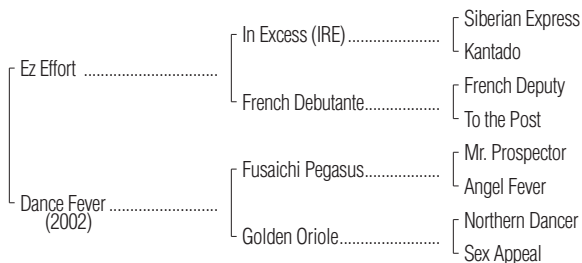 Siberian Express
In Excess (IRE) ......................
Kantado
Ez Effort ................................
French Deputy
French Debutante..................
To the Post
Mr. Prospector
Fusaichi Pegasus..................
Angel Fever
Dance Fever ..........................
(2002)
Northern Dancer
Golden Oriole........................
Sex Appeal